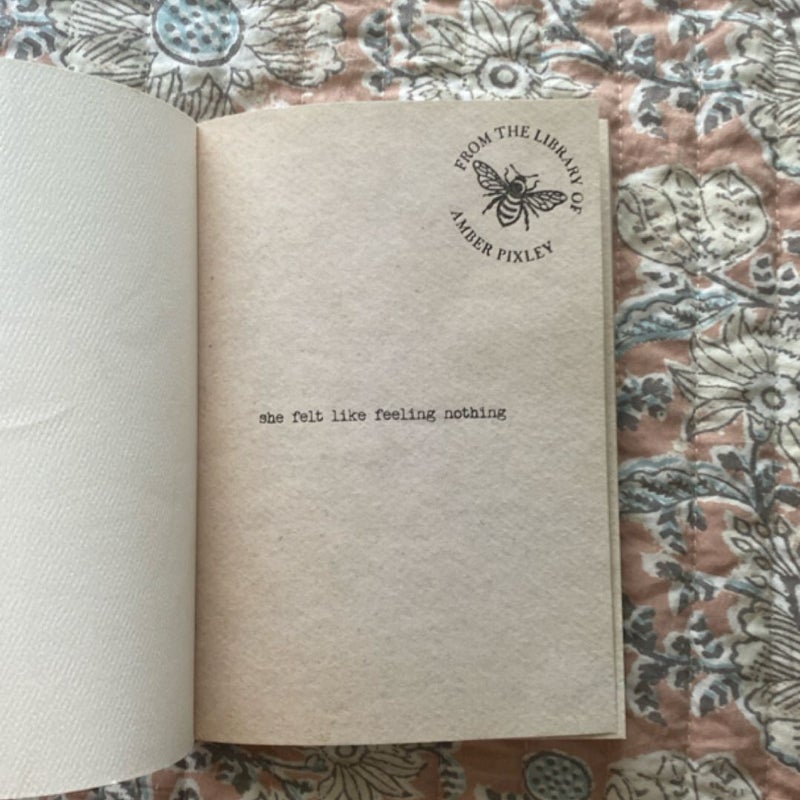 FROM THE LIBRARY OF
AMBER PIXLEY
she felt like feeling nothing